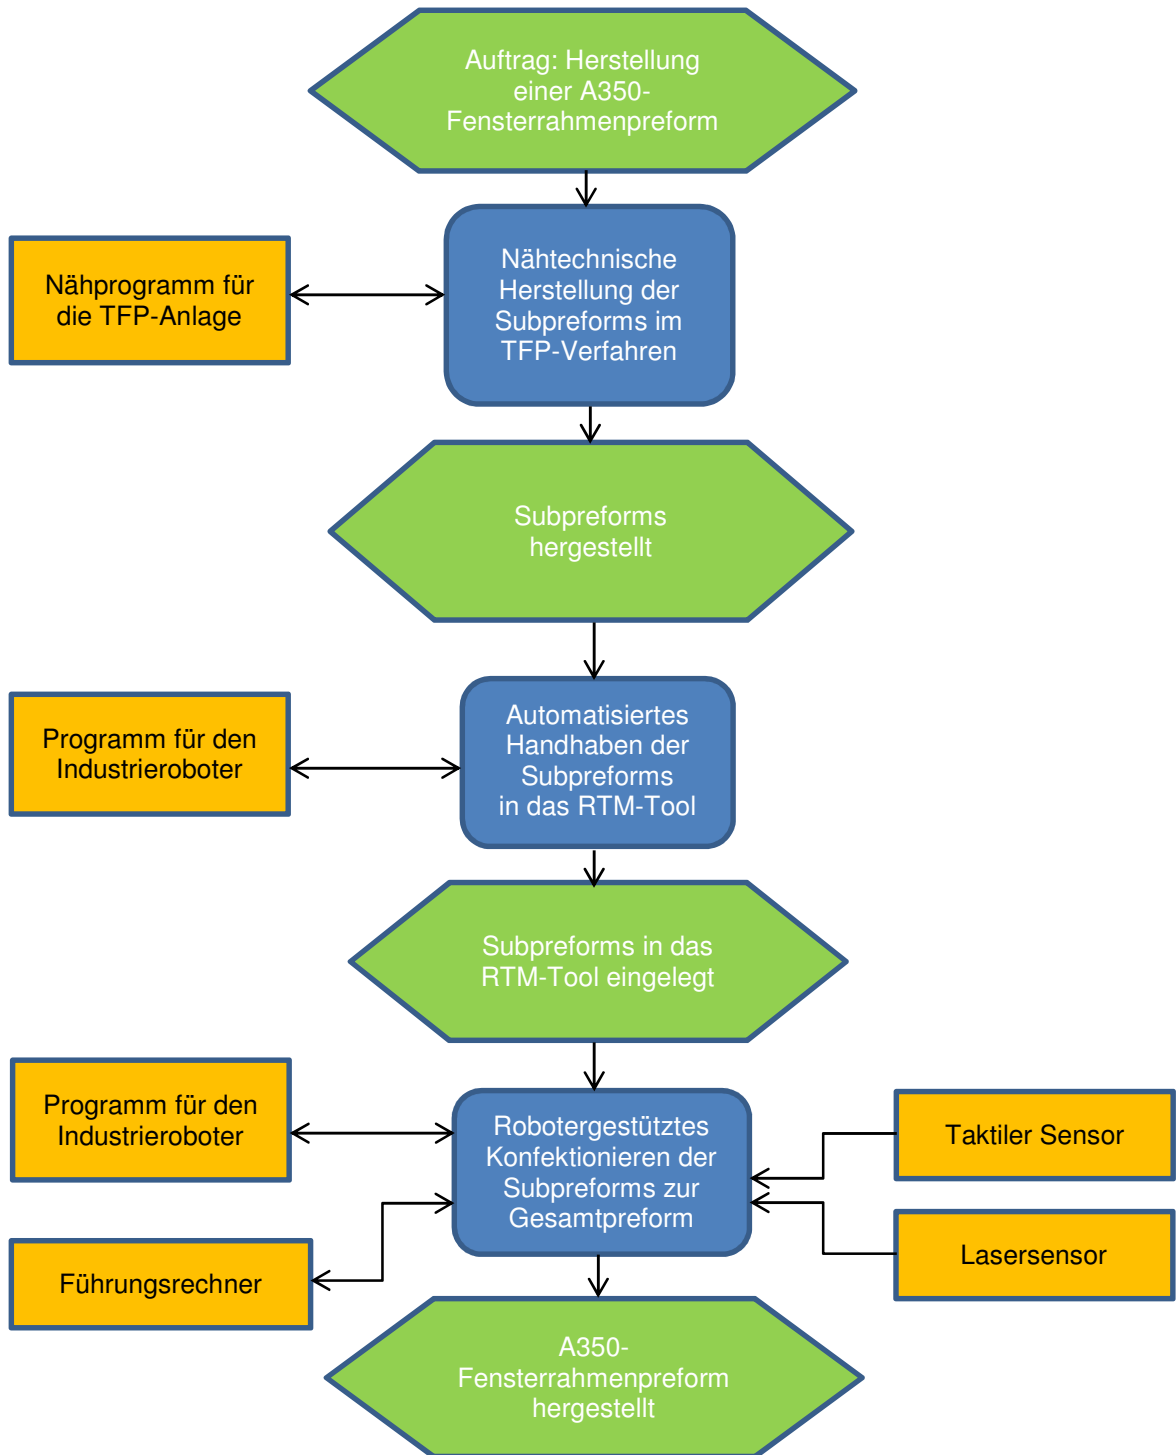 Auftrag: Herstellung
einer A350-
Fensterrahmenpreform
Nähprogramm für
die TFP-Anlage
Nähtechnische
Herstellung der
Subpreforms im
TFP-Verfahren
Subpreforms
hergestellt
Programm für den
Industrieroboter
Automatisiertes
Handhaben der
Subpreforms
in das RTM-Tool
Subpreforms in das
RTM-Tool eingelegt
Programm für den
Industrieroboter
Robotergestütztes
Konfektionieren der
Subpreforms zur
Gesamtpreform
Taktiler Sensor
Führungsrechner
Lasersensor
A350-
Fensterrahmenpreform
hergestellt